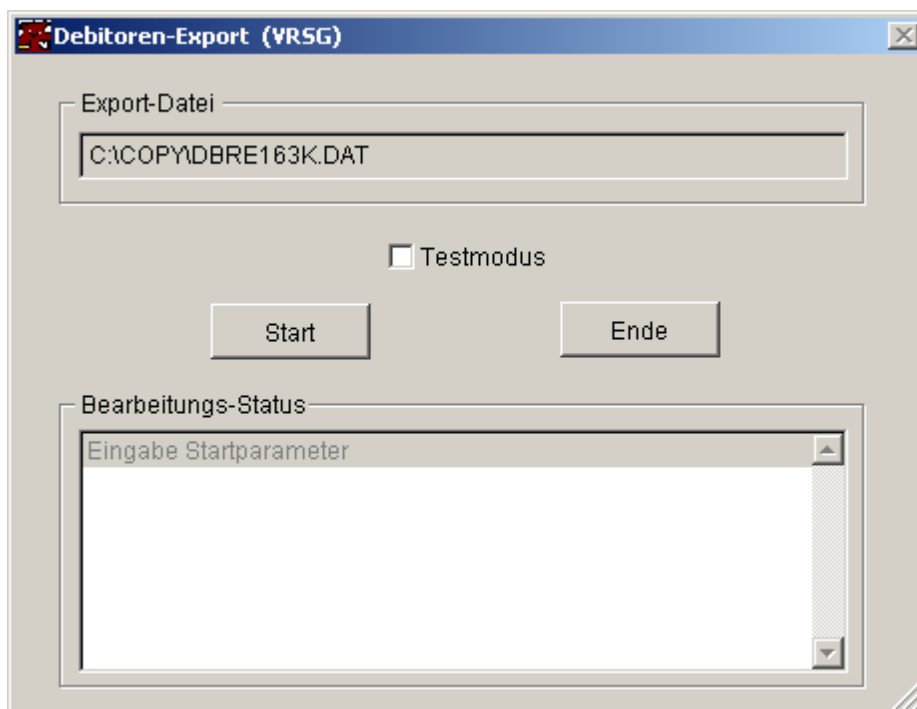 Debitoren-Export (VRSG)
Export-Datei
C:\COPY\DBRE163K.DAT
Testmodus
Start
Ende
Bearbeitungs-Status
Eingabe Startparameter